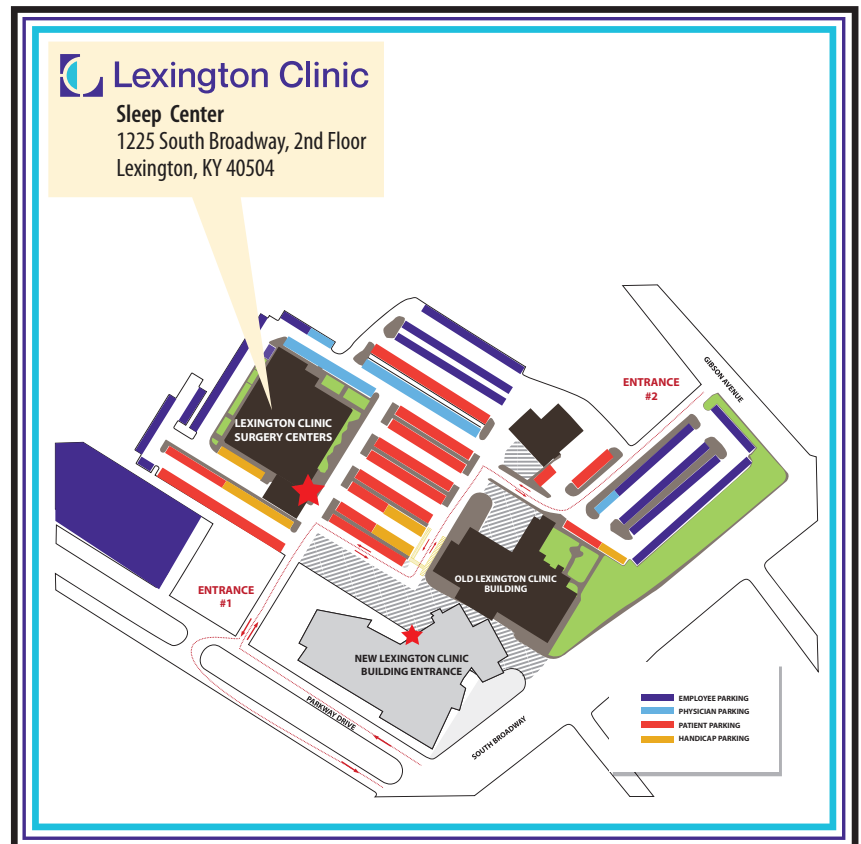 Lexington Clinic
Sleep Center
1225 South Broadway, 2nd Floor
Lexington, KY 40504
ENTRANCE
#2
GIBSON AVENUE
LEXINGTON CLINIC
SURGERY CENTERS
OLD LEXINGTON CLINIC
BUILDING
ENTRANCE
#1
NEW LEXINGTON CLINIC
BUILDING ENTRANCE
PARKWAY DRIVE
SOUTH BROADWAY
EMPLOYEE PARKING
PHYSICIAN PARKING
PATIENT PARKING
HANDICAP PARKING